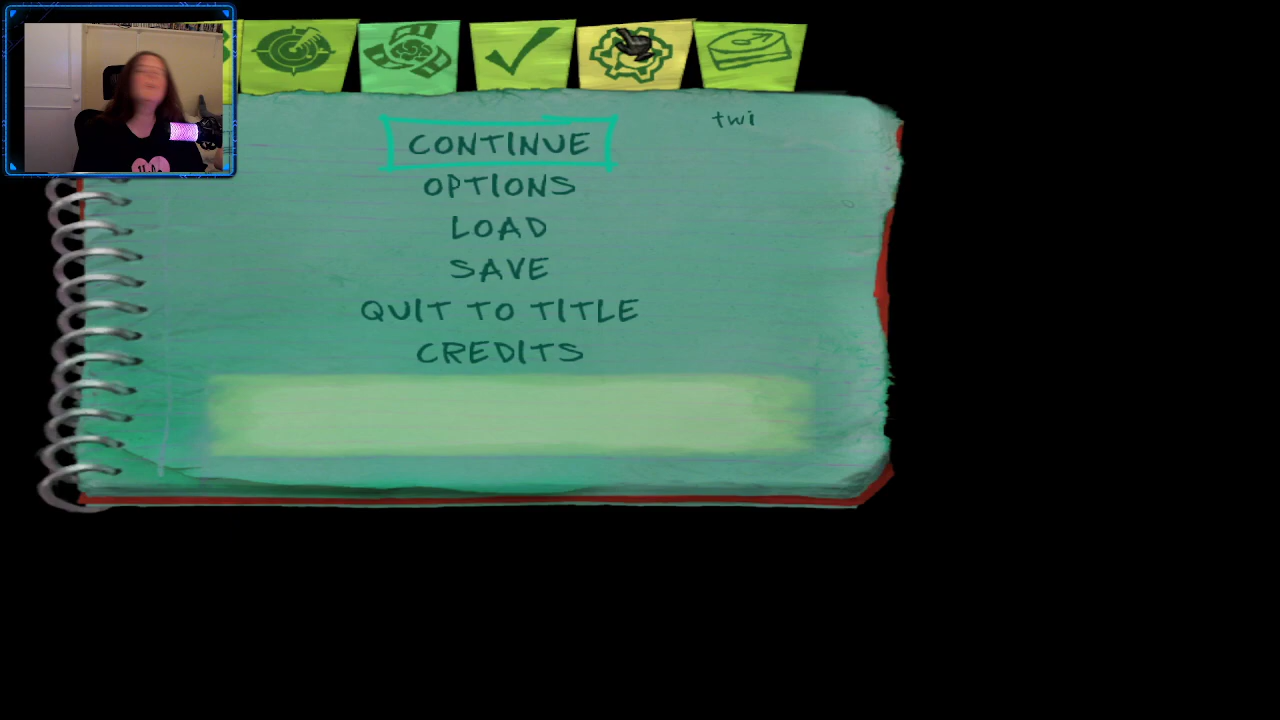 twi
CONTINUE
OPTIONS
LOAD
SAVE
QUIT TO TITLE
CREDITS